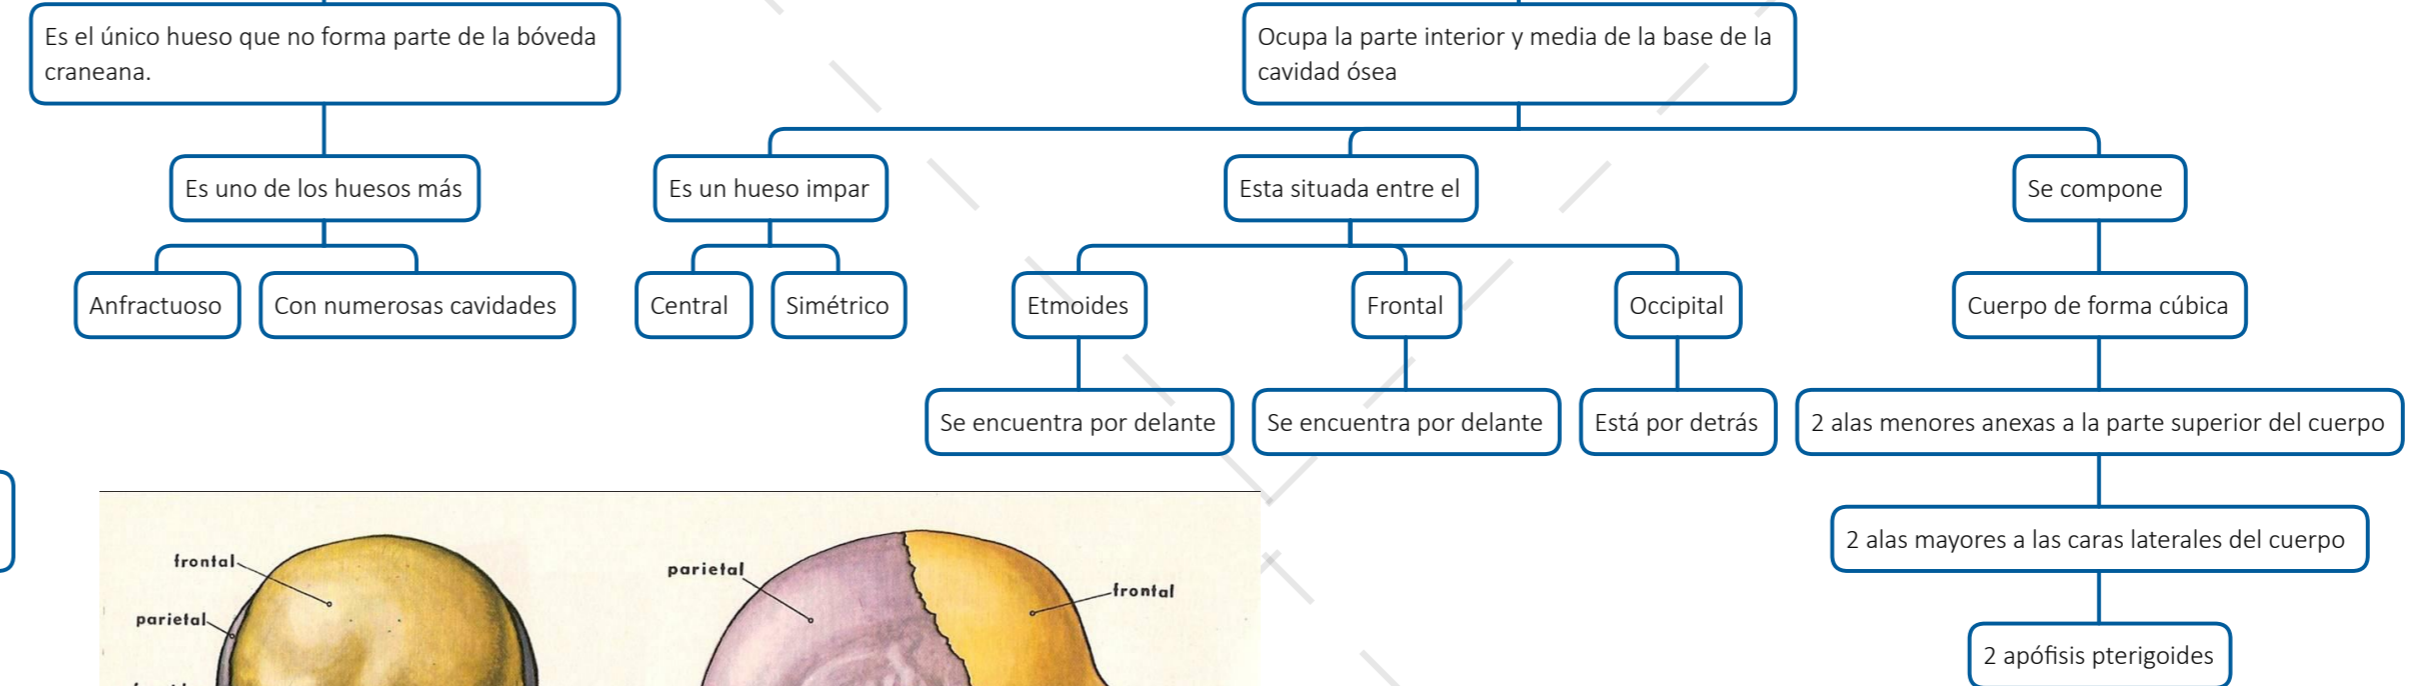 Es el único hueso que no forma parte de la bóveda
craneana.
Ocupa la parte interior y media de la base de la
cavidad ósea
Es uno de los huesos más
Es un hueso impar
Esta situada entre el
Se compone
Anfractuoso
Con numerosas cavidades
Central
Simétrico
Etmoides
Frontal
Occipital
Cuerpo de forma cúbica
Se encuentra por delante
Se encuentra por delante
Está por detrás
2 alas menores anexas a la parte superior del cuerpo
2 alas mayores a las caras laterales del cuerpo
2 apófisis pterigoides
frontal
parietal
parietal
frontal